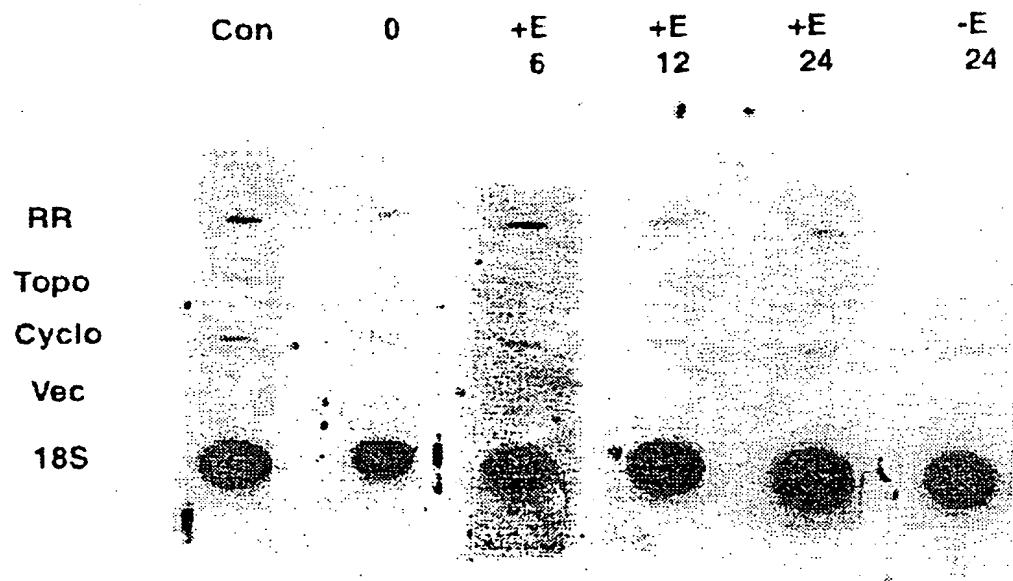 Con 0 +E +E +E -E
6 12 24 24
RR
Topo
Cyclo
Vec
18S